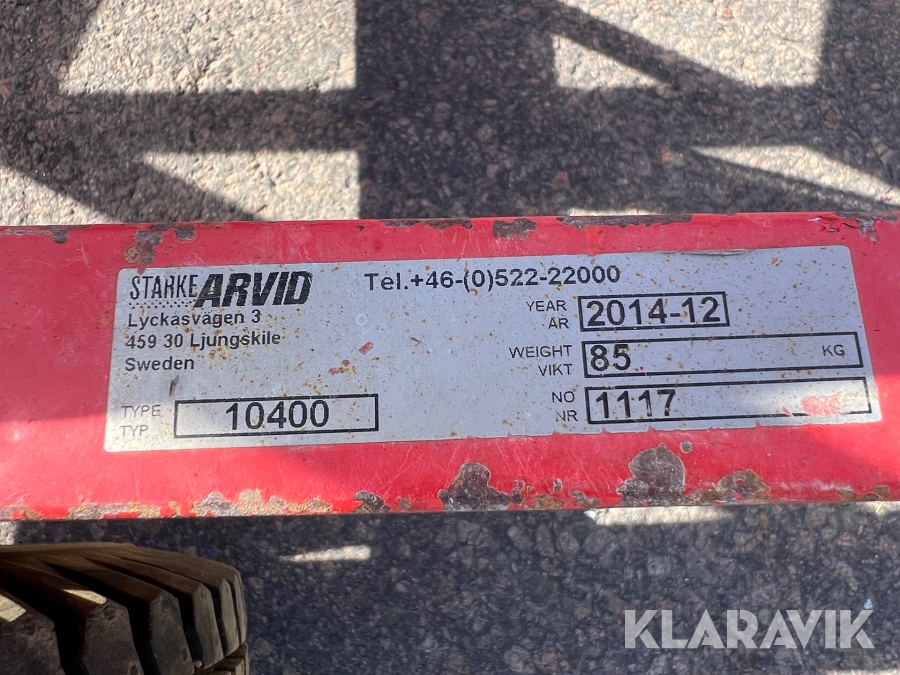 STARKE ARVID
Tel.+46-(0)522-22000
Lyckasvägen 3
459 30 Ljungskile
Sweden
YEAR
ÅR
2014-12
WEIGHT
VIKT
85
KG
TYPE
TYP
10400
NO
NR
1117
KLARAVIK